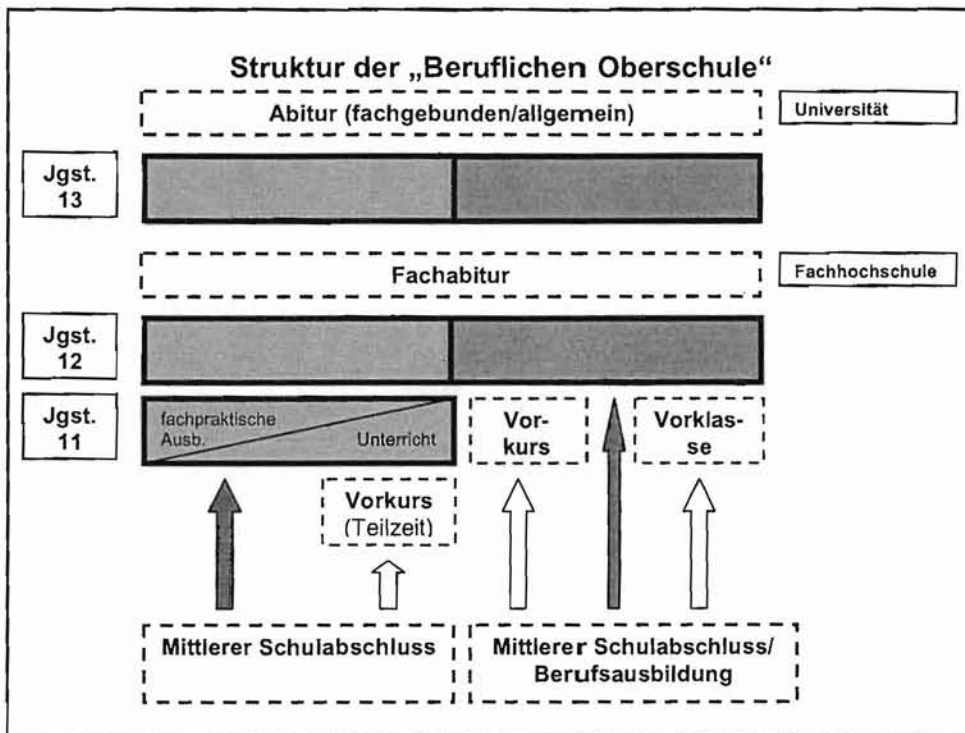 Struktur der „Beruflichen Oberschule“
Abitur (fachgebunden/allgemein)
Universität
Jgst.
13
Fachabitur
Fachhochschule
Jgst.
12
Jgst.
11
fachpraktische
Ausb.
Unterricht
Vor-
kurs
Vorklas-
se
Vorkurs
(Teilzeit)
Mittlerer Schulabschluss
Mittlerer Schulabschluss/
Berufsausbildung